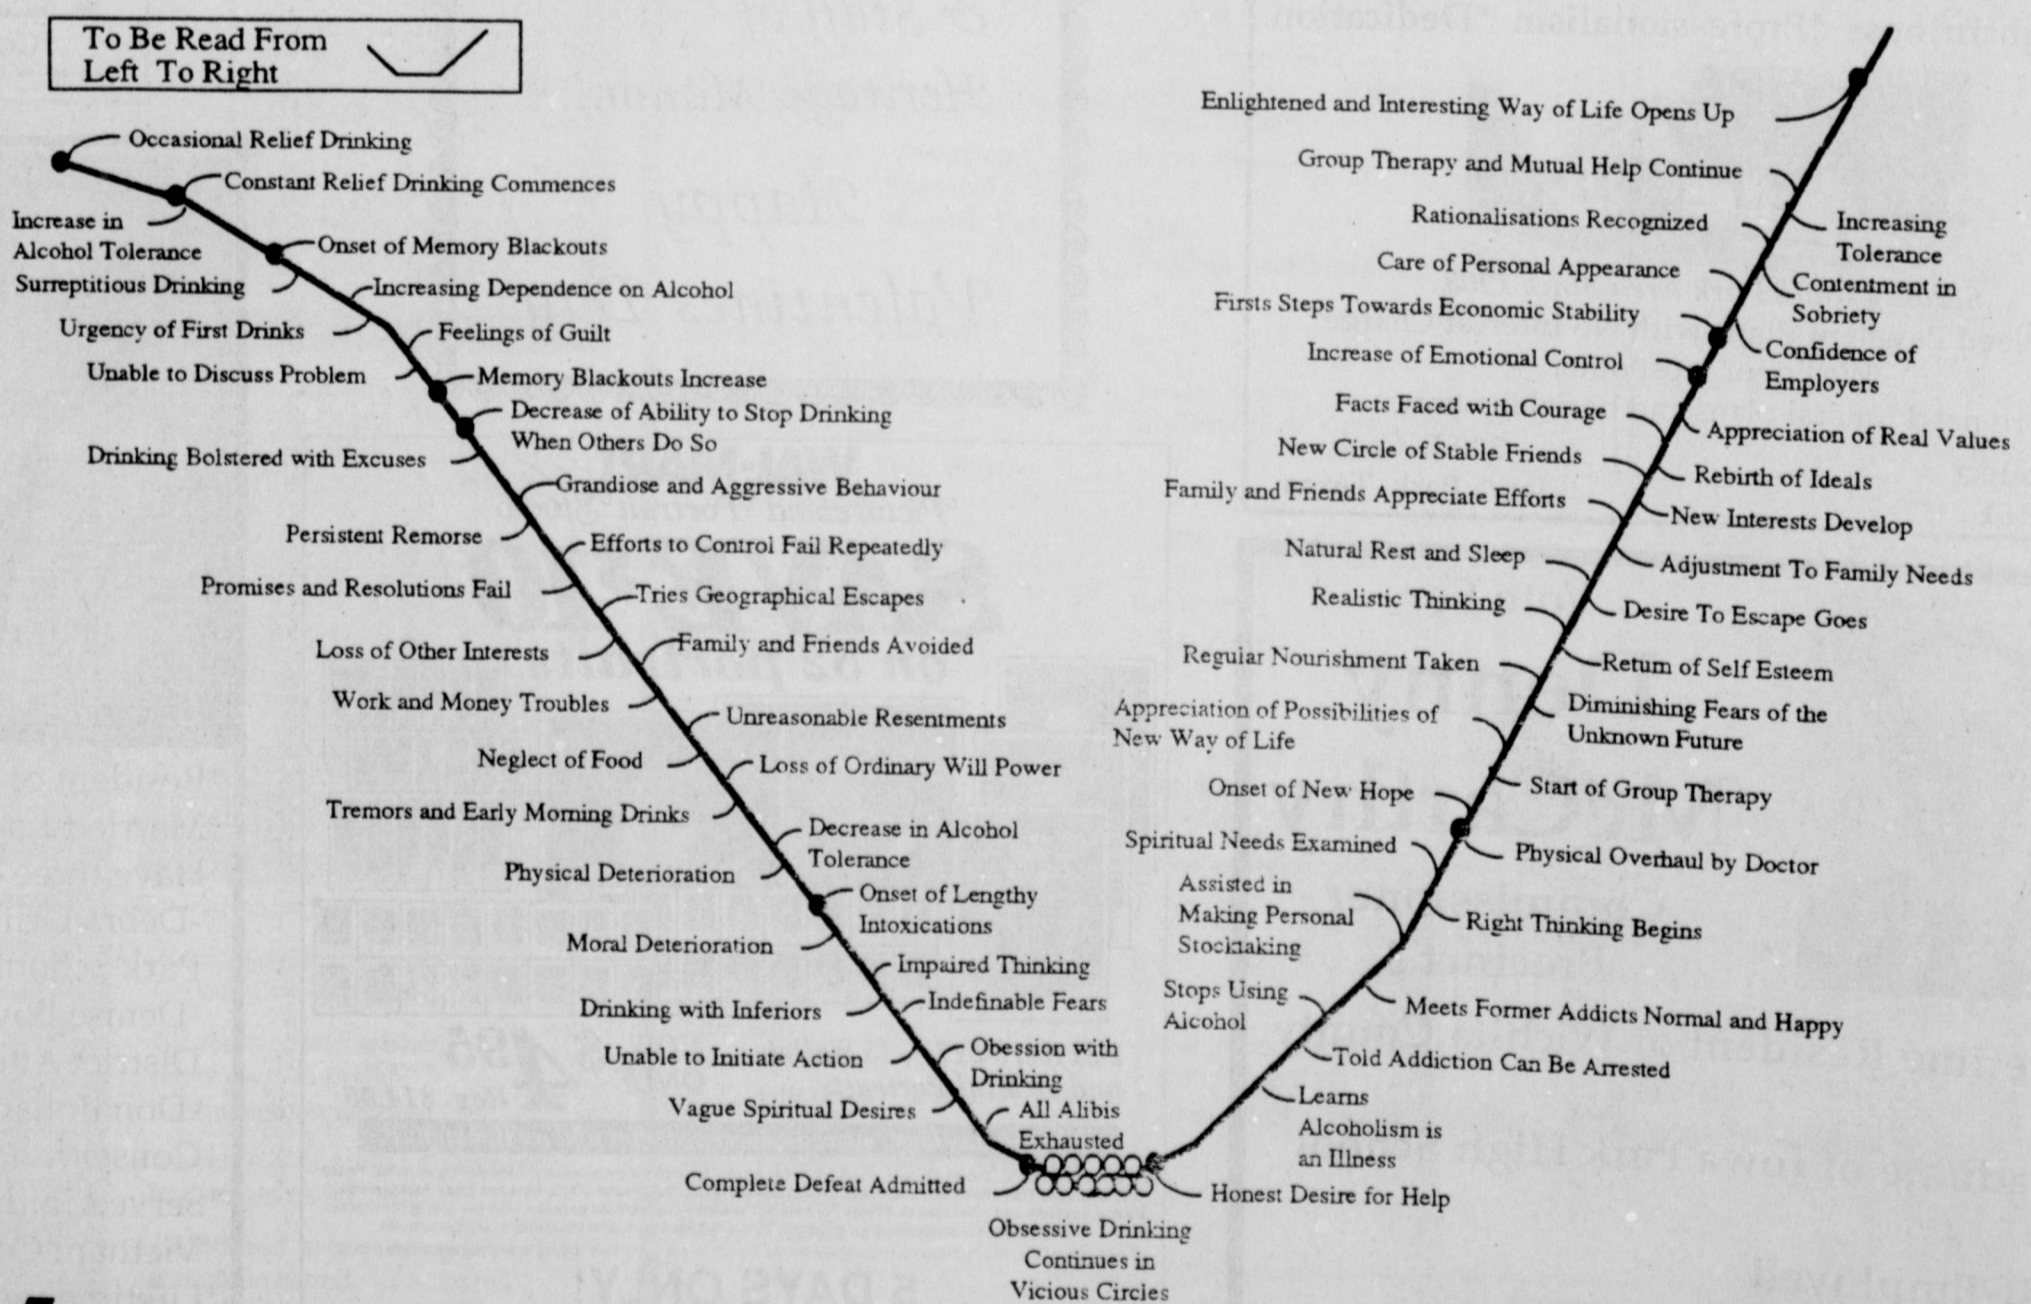 To Be Read From
Left To Right
Occasional Relief Drinking
Constant Relief Drinking Commences
Increase in
Alcohol Tolerance
Onset of Memory Blackouts
Surreptitious Drinking
Increasing Dependence on Alcohol
Urgency of First Drinks
Feelings of Guilt
Unable to Discuss Problem
Memory Blackouts Increase
Decrease of Ability to Stop Drinking
When Others Do So
Drinking Bolstered with Excuses
Grandiose and Aggressive Behaviour
Persistent Remorse
Efforts to Control Fail Repeatedly
Promises and Resolutions Fail
Tries Geographical Escapes
Loss of Other Interests
Family and Friends Avoided
Work and Money Troubles
Unreasonable Resentments
Neglect of Food
Loss of Ordinary Will Power
Tremors and Early Morning Drinks
Decrease in Alcohol
Tolerance
Physical Deterioration
Onset of Lengthy
Intoxications
Moral Deterioration
Impaired Thinking
Drinking with Inferiors
Indefinable Fears
Unable to Initiate Action
Obession with
Drinking
Vague Spiritual Desires
All Alibis
Exhausted
Complete Defeat Admitted
Obsessive Drinking
Continues in
Vicious Circles
Honest Desire for Help
Learns
Alcoholism is
an Illness
Told Addiction Can Be Arrested
Stops Using
Alcohol
Meets Former Addicts Normal and Happy
Assisted in
Making Personal
Stocktaking
Right Thinking Begins
Spiritual Needs Examined
Physical Overhaul by Doctor
Onset of New Hope
Start of Group Therapy
Appreciation of Possibilities of
New Way of Life
Diminishing Fears of the
Unknown Future
Regular Nourishment Taken
Return of Self Esteem
Realistic Thinking
Desire To Escape Goes
Natural Rest and Sleep
Adjustment To Family Needs
Family and Friends Appreciate Efforts
New Interests Develop
New Circle of Stable Friends
Rebirth of Ideals
Facts Faced with Courage
Appreciation of Real Values
Increase of Emotional Control
Confidence of
Employers
Firsts Steps Towards Economic Stability
Care of Personal Appearance
Contentment in
Sobriety
Rationalisations Recognized
Increasing
Tolerance
Group Therapy and Mutual Help Continue
Enlightened and Interesting Way of Life Opens Up